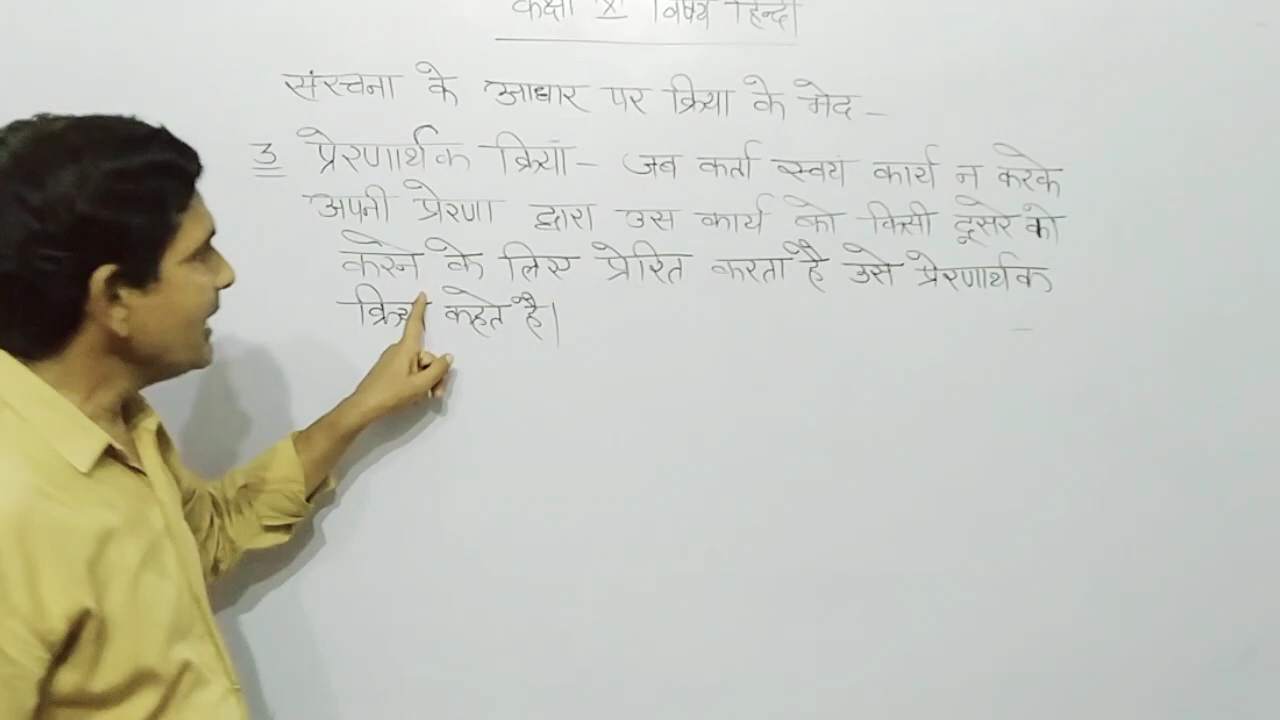 कक्षा X विषय हिन्दी
संरचना के आधार पर क्रिया के भेद –
3 प्रेरणार्थक क्रिया – जब कर्ता स्वयं कार्य न करके
अपनी प्रेरणा द्वारा उस कार्य को किसी दूसरे को
करने के लिए प्रेरित करता है उसे प्रेरणार्थक
क्रिया कहते है।